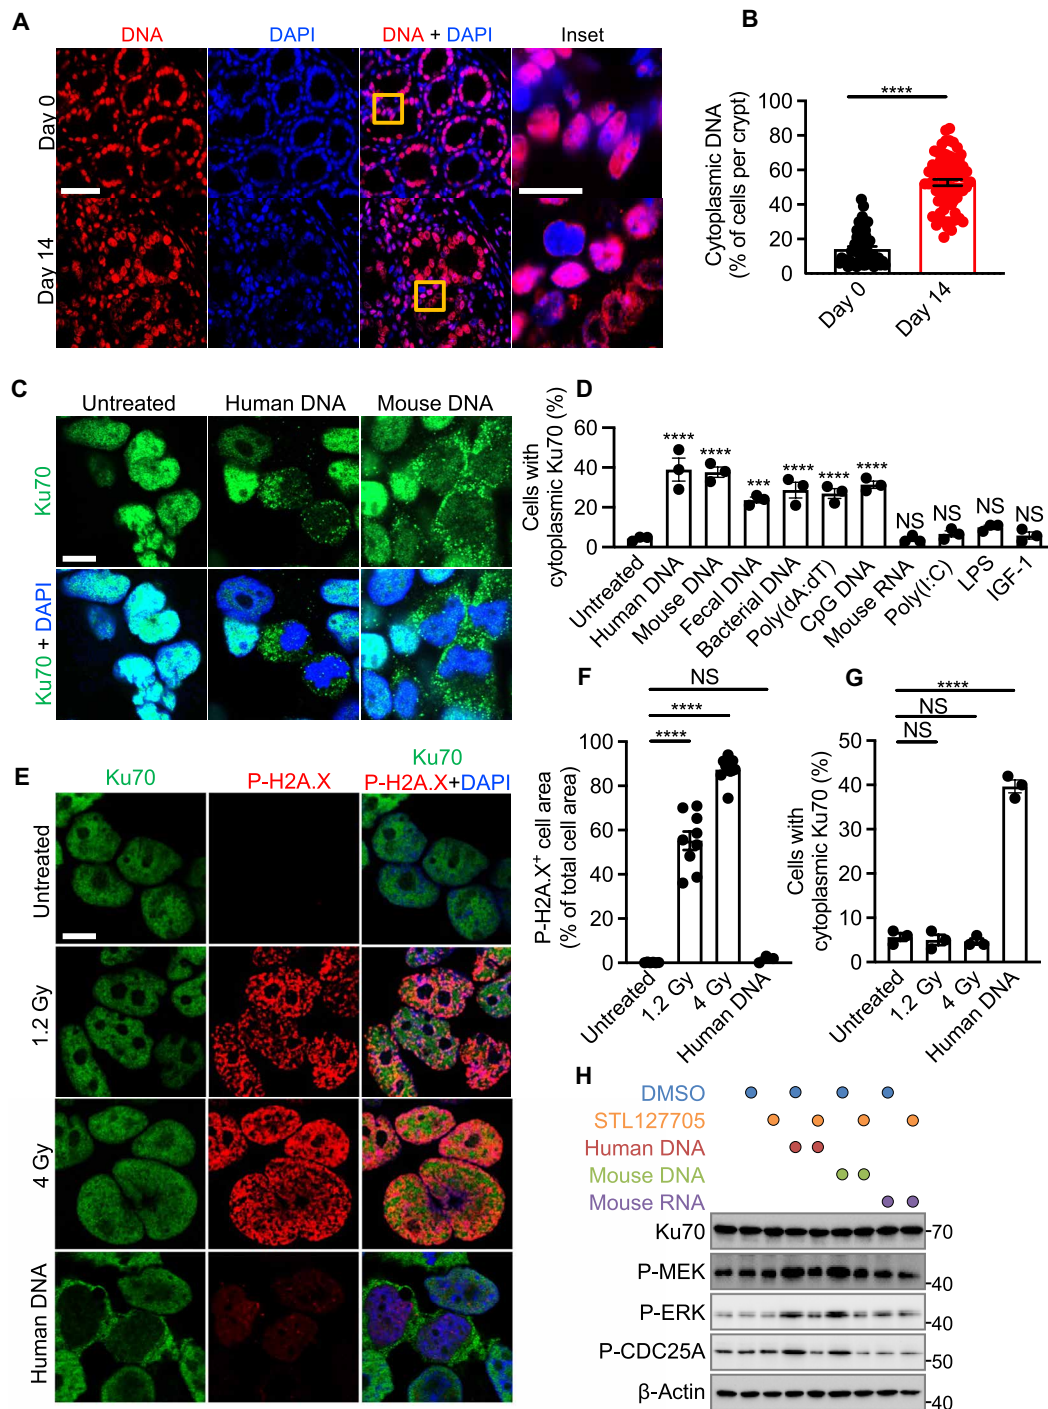 A
DNA
DAPI
DNA + DAPI
Inset
Day 0
Day 14
B
****
Cytoplasmic DNA
(% of cells per crypt)
100
80
60
40
20
0
Day 0
Day 14
C
Untreated
Human DNA
Mouse DNA
Ku70
Ku70 + DAPI
D
Cells with
cytoplasmic Ku70 (%)
60
40
20
0
****
****
***
****
****
****
NS
NS
NS
NS
Untreated
Human DNA
Mouse DNA
Fecal DNA
Bacterial DNA
Poly(dA:dT)
CpG DNA
Mouse RNA
Poly(I:C)
LPS
IGF-1
E
Ku70
P-H2A.X
Ku70
P-H2A.X+DAPI
Untreated
1.2 Gy
4 Gy
Human DNA
F
NS
****
****
P-H2A.X+ cell area
(% of total cell area)
100
80
60
40
20
0
Untreated
1.2 Gy
4 Gy
Human DNA
G
****
NS
NS
Cells with
cytoplasmic Ku70 (%)
50
40
30
20
10
0
Untreated
1.2 Gy
4 Gy
Human DNA
H
DMSO
STL127705
Human DNA
Mouse DNA
Mouse RNA
Ku70
-70
P-MEK
-40
P-ERK
-40
P-CDC25A
-50
β-Actin
-40